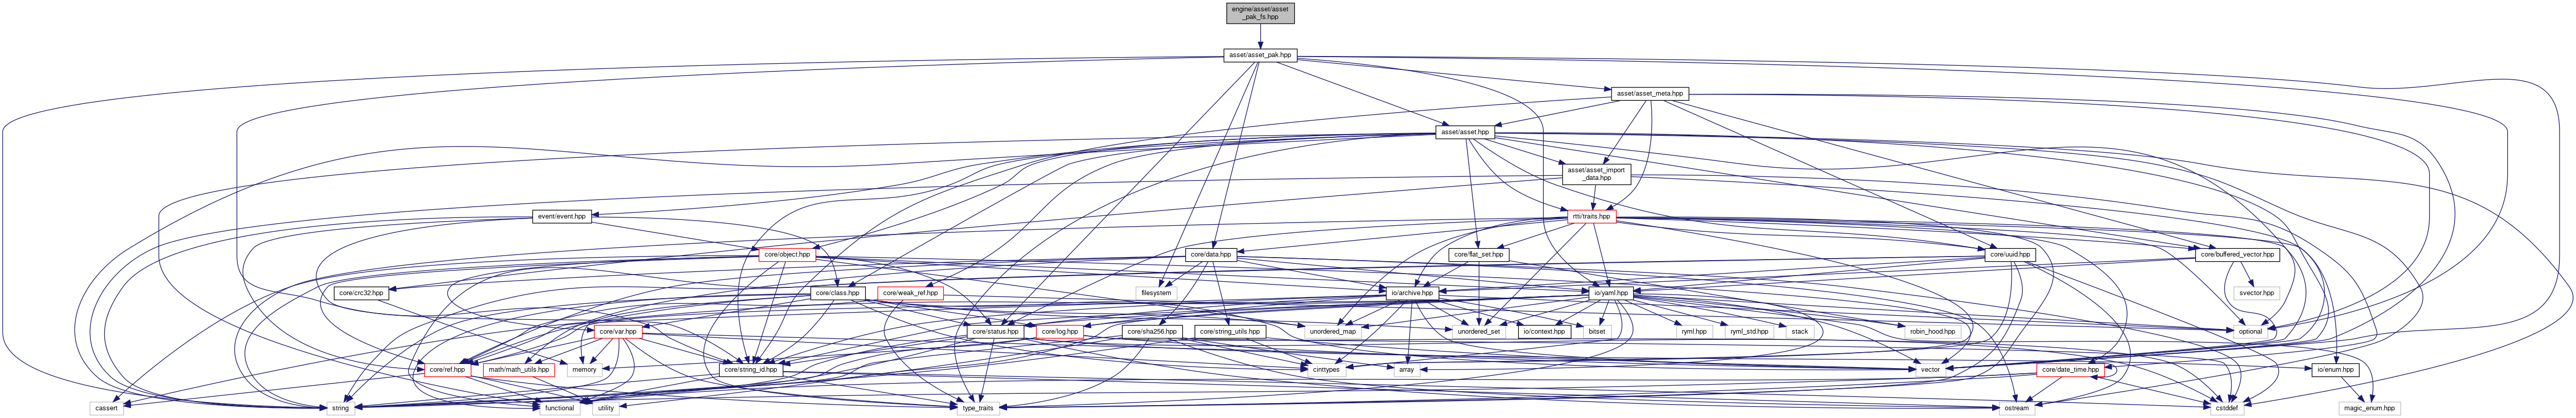 engine/asset/asset
_pak_fs.hpp
asset/asset_pak.hpp
asset/asset_meta.hpp
asset/asset.hpp
asset/asset_import
_data.hpp
event/event.hpp
rtti/traits.hpp
core/object.hpp
core/data.hpp
core/flat_set.hpp
core/uuid.hpp
core/buffered_vector.hpp
core/crc32.hpp
core/class.hpp
core/weak_ref.hpp
filesystem
io/archive.hpp
io/yaml.hpp
svector.hpp
core/var.hpp
core/status.hpp
core/log.hpp
core/sha256.hpp
core/string_utils.hpp
unordered_map
unordered_set
io/context.hpp
bitset
ryml.hpp
ryml_std.hpp
stack
robin_hood.hpp
optional
core/ref.hpp
math/math_utils.hpp
memory
core/string_id.hpp
cinttypes
array
vector
core/date_time.hpp
io/enum.hpp
cassert
string
functional
utility
type_traits
ostream
cstddef
magic_enum.hpp